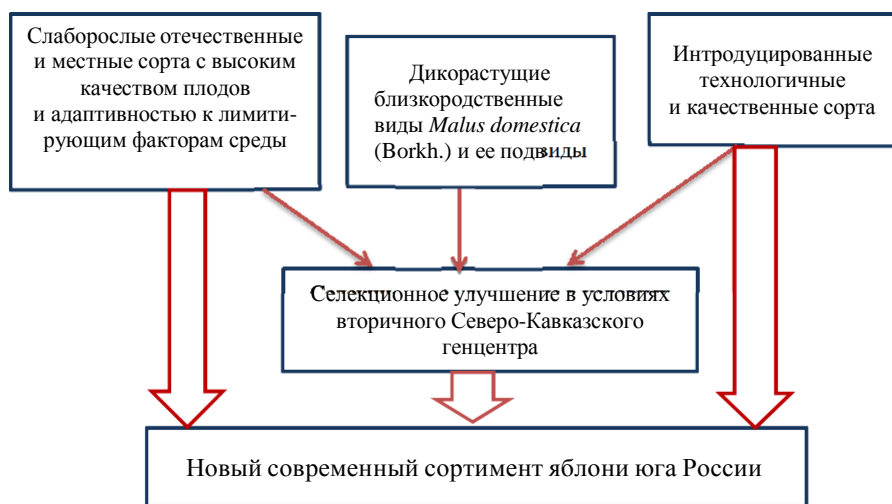 Слаборослые отечественные
и местные сорта с высоким
качеством плодов
и адаптивностью к лимити-
рующим факторам среды
Дикорастущие
близкородственные
виды Malus domestica
(Borkh.) и ее подвиды
Интродуцированные
технологичные
и качественные сорта
Селекционное улучшение в условиях
вторичного Северо-Кавказского
генцентра
Новый современный сортимент яблони юга России